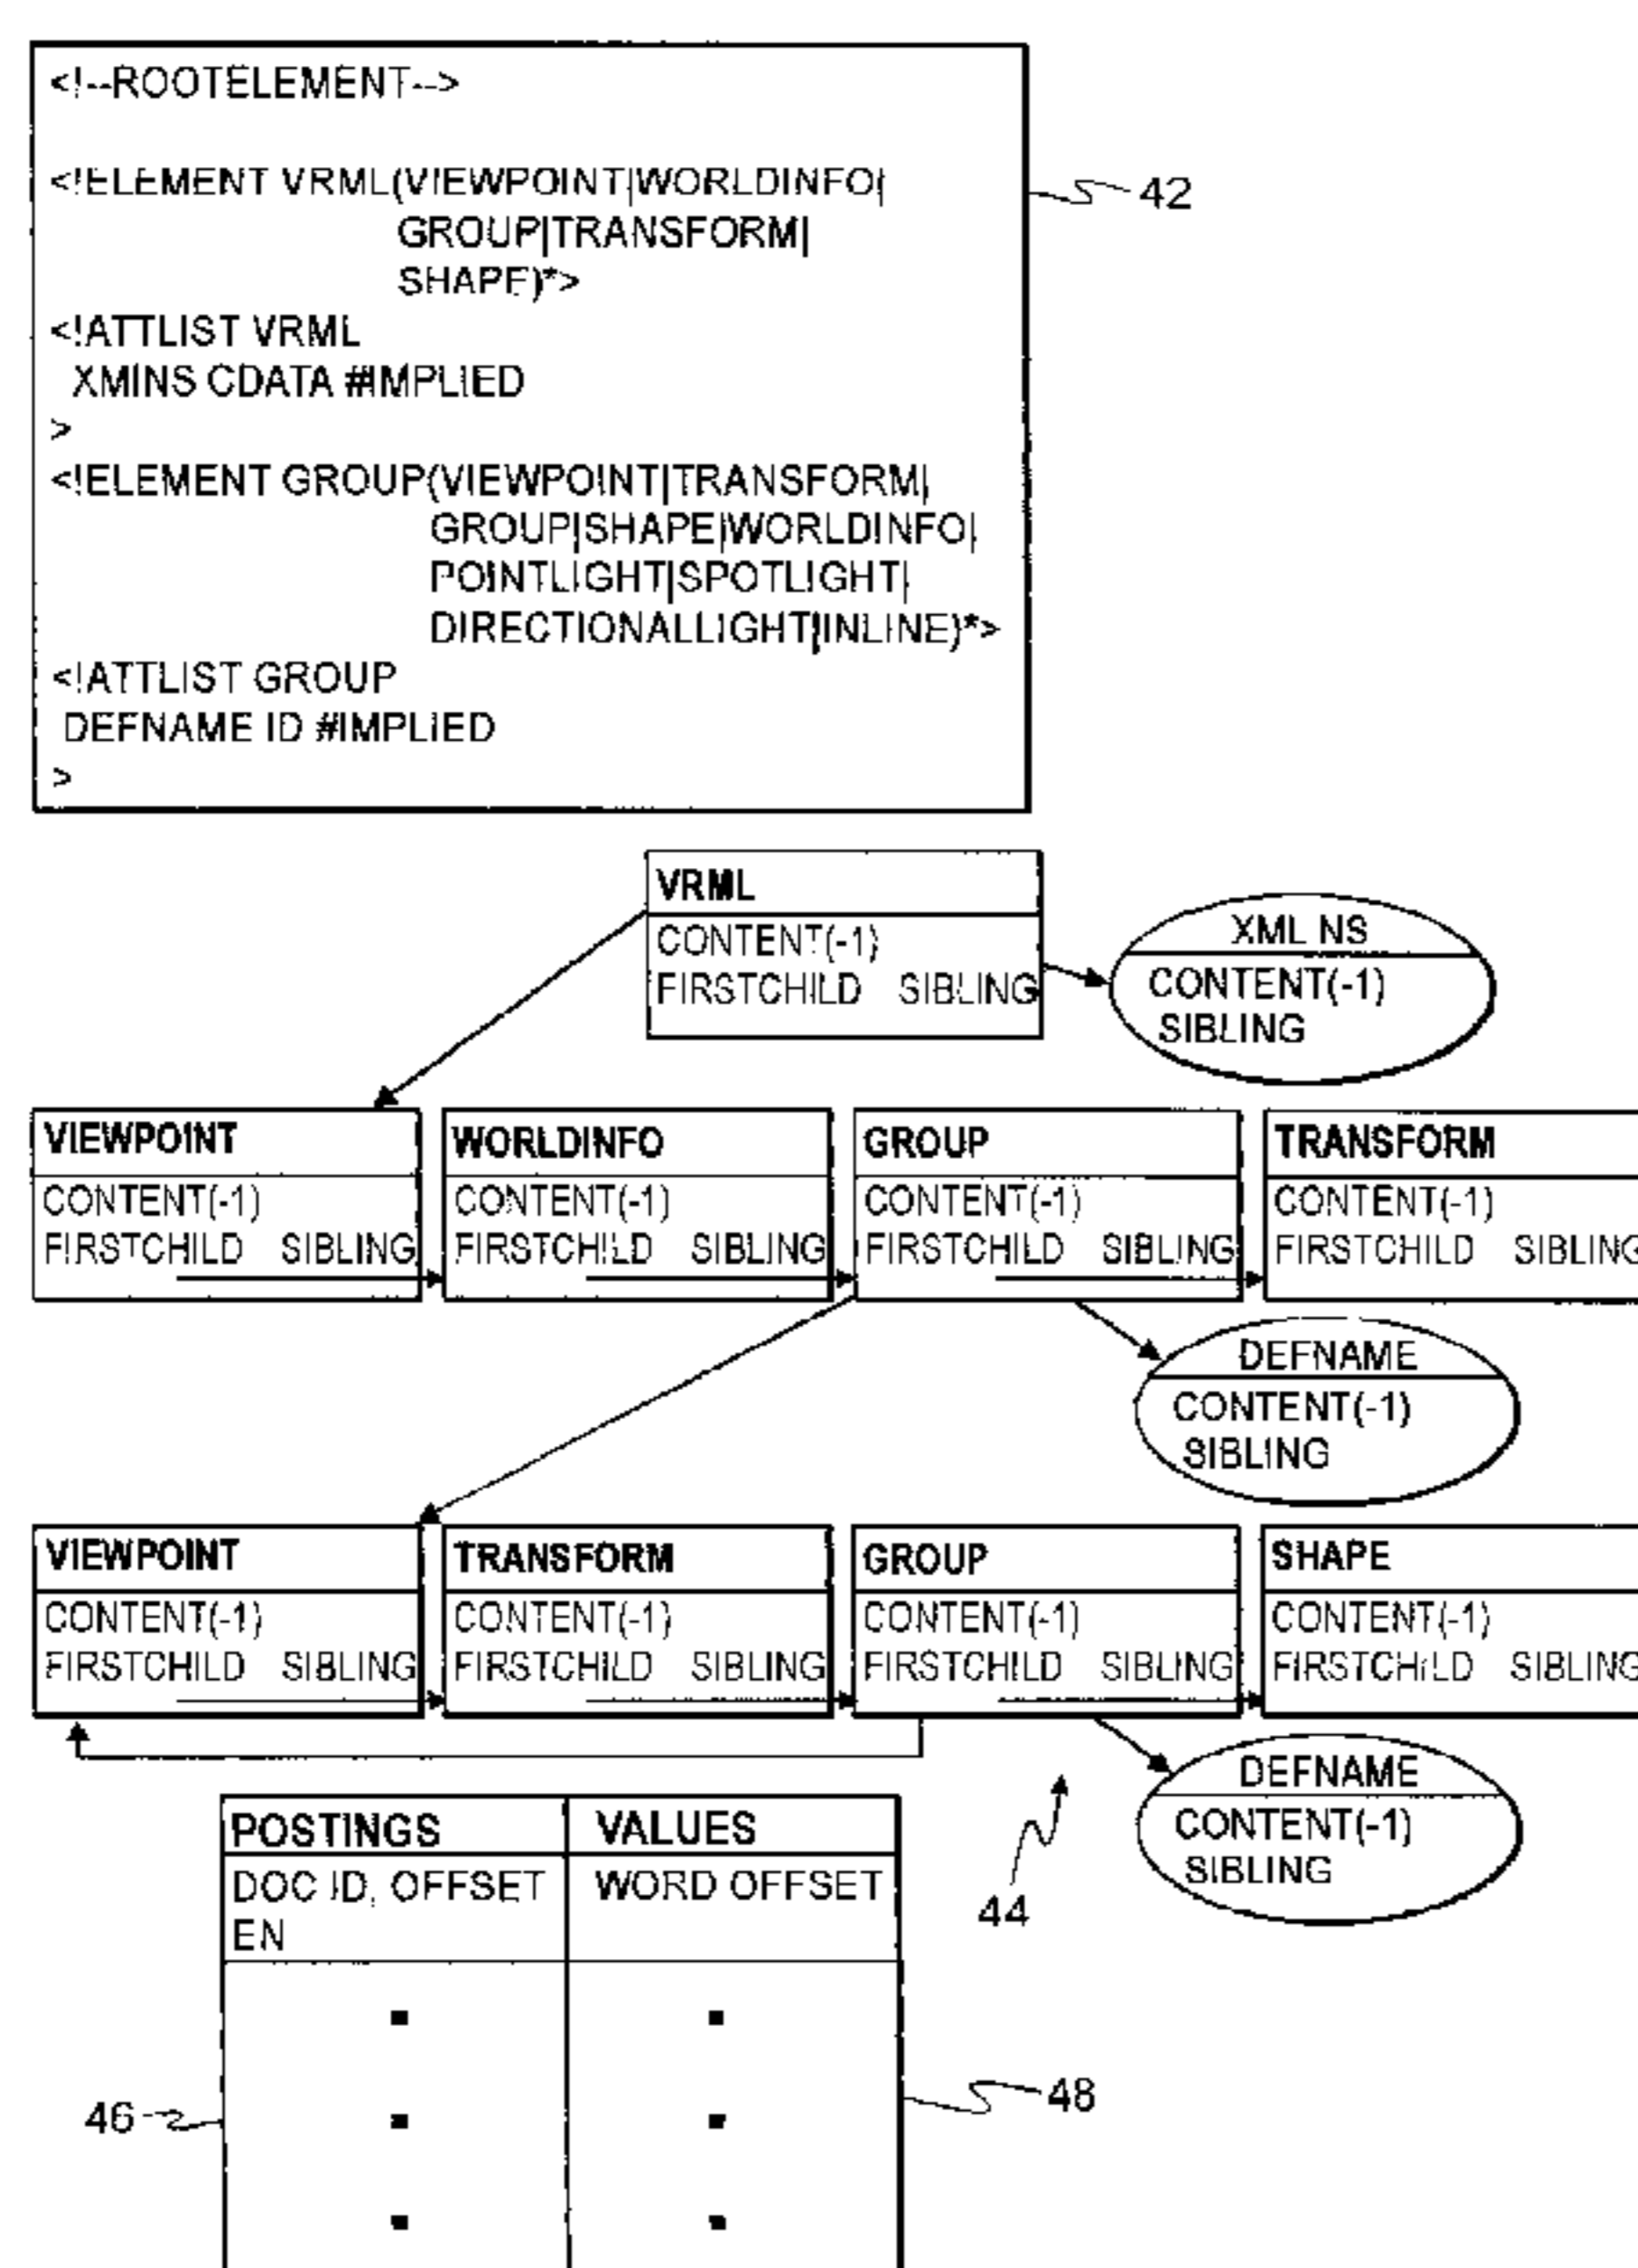 <!--ROOTELEMENT-->
<!ELEMENT VRML(VIEWPOINT|WORLDINFO|
GROUP|TRANSFORM|
SHAPE)*>
<!ATTLIST VRML
XMINS CDATA #IMPLIED
>
<!ELEMENT GROUP(VIEWPOINT|TRANSFORM|
GROUP|SHAPE|WORLDINFO|
POINTLIGHT|SPOTLIGHT|
DIRECTIONALLIGHT|INLINE)*>
<!ATTLIST GROUP
DEFNAME ID #IMPLIED
>
42
VRML
CONTENT(-1)
FIRSTCHILD SIBLING
XML NS
CONTENT(-1)
SIBLING
VIEWPOINT
CONTENT(-1)
FIRSTCHILD SIBLING
WORLDINFO
CONTENT(-1)
FIRSTCHILD SIBLING
GROUP
CONTENT(-1)
FIRSTCHILD SIBLING
TRANSFORM
CONTENT(-1)
FIRSTCHILD SIBLING
DEFNAME
CONTENT(-1)
SIBLING
VIEWPOINT
CONTENT(-1)
FIRSTCHILD SIBLING
TRANSFORM
CONTENT(-1)
FIRSTCHILD SIBLING
GROUP
CONTENT(-1)
FIRSTCHILD SIBLING
SHAPE
CONTENT(-1)
FIRSTCHILD SIBLING
DEFNAME
CONTENT(-1)
SIBLING
44
POSTINGS VALUES
DOC ID, OFFSET WORD OFFSET
EN
46
48